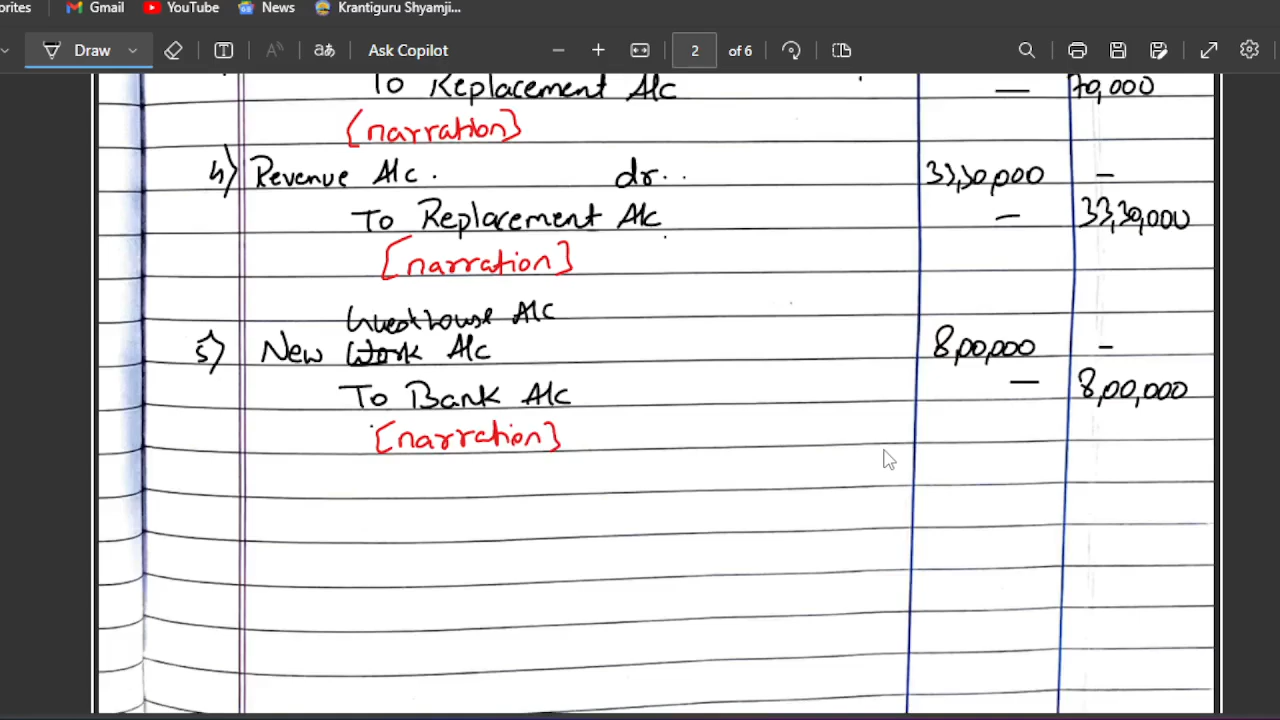 orites Gmail YouTube News Krantiguru Shyamji...
Draw Ask Copilot 2 of 6
To Replacement A/c — 70,000
[narration]
4) Revenue A/c. dr.. 33,30,000 —
To Replacement A/c — 33,30,000
[narration]
Guesthouse A/c
5) New Work A/c 8,00,000 —
To Bank A/c — 8,00,000
[narration]